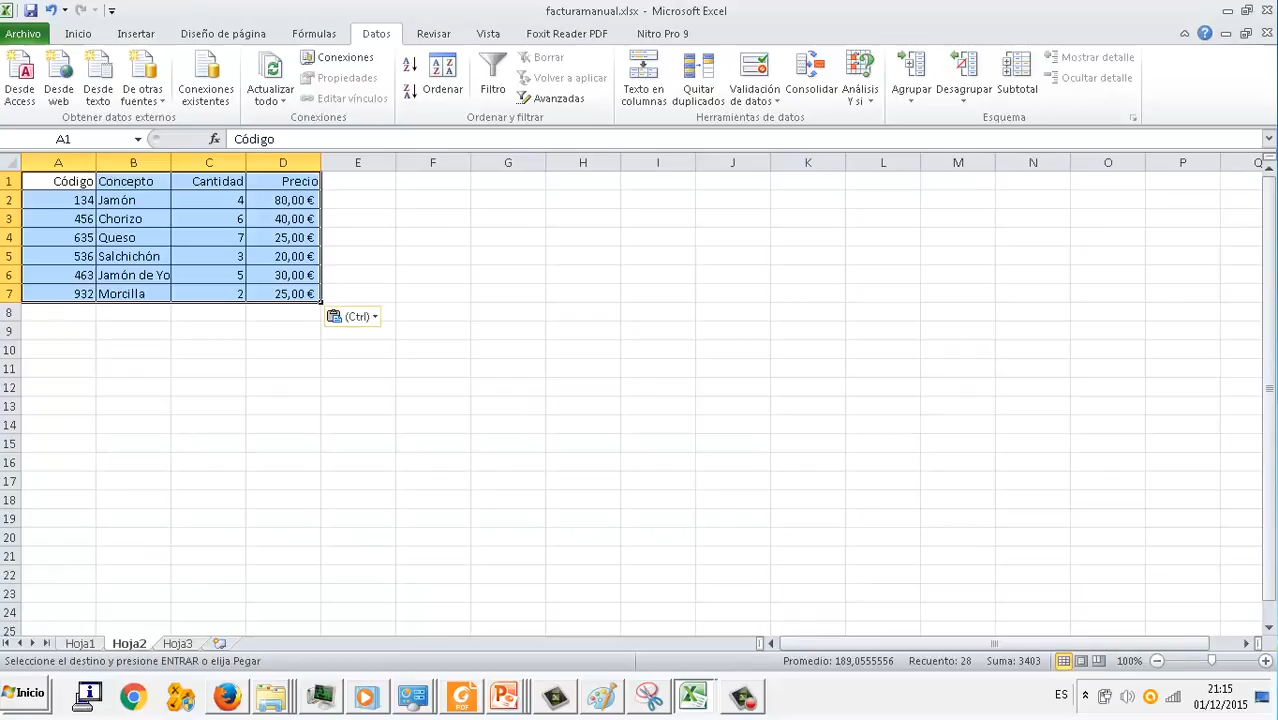 facturamanual.xlsx - Microsoft Excel
Archivo Inicio Insertar Diseño de página Fórmulas Datos Revisar Vista Foxit Reader PDF Nitro Pro 9
Desde Access
Desde web
Desde texto
De otras fuentes
Conexiones existentes
Obtener datos externos
Actualizar todo
Conexiones
Propiedades
Editar vínculos
Conexiones
Ordenar
Filtro
Borrar
Volver a aplicar
Avanzadas
Ordenar y filtrar
Texto en columnas
Quitar duplicados
Validación de datos
Consolidar
Análisis Y si
Herramientas de datos
Agrupar
Desagrupar
Subtotal
Mostrar detalle
Ocultar detalle
Esquema
A1 fx Código
A B C D E F G H I J K L M N O P Q
1 Código Concepto Cantidad Precio
2 134 Jamón 4 80,00 €
3 456 Chorizo 6 40,00 €
4 635 Queso 7 25,00 €
5 536 Salchichón 3 20,00 €
6 463 Jamón de Yo 5 30,00 €
7 932 Morcilla 2 25,00 €
8 (Ctrl)
9
10
11
12
13
14
15
16
17
18
19
20
21
22
23
24
25
Hoja1 Hoja2 Hoja3
Seleccione el destino y presione ENTRAR o elija Pegar Promedio: 189,0555556 Recuento: 28 Suma: 3403 100%
Inicio ES 21:15
01/12/2015